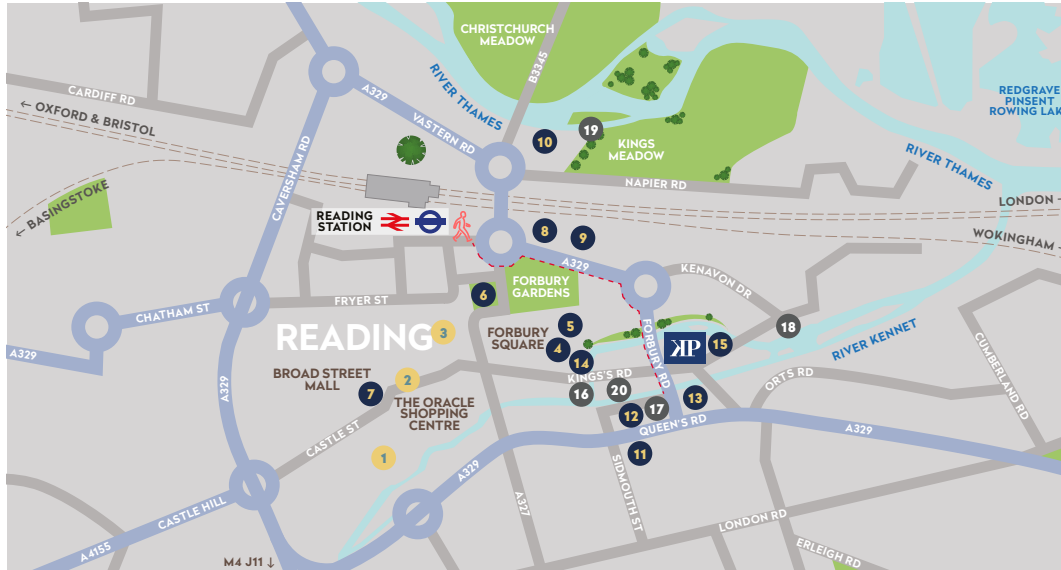 CHRISTCHURCH
MEADOW
B3345
A329
RIVER THAMES
CARDIFF RD
← OXFORD & BRISTOL
VASTERN RD
REDGRAVE
PINSENT
ROWING LAK
10
19
KINGS
MEADOW
CAVERSHAM RD
RIVER THAMES
NAPIER RD
← BASINGSTOKE
LONDON →
READING
STATION
8
9
WOKINGHAM →
A329
KENAVON DR
FORBURY
GARDENS
6
FRYER ST
CHATHAM ST
READING
3
FORBURY
SQUARE
5
4
14
FORBURY RD
KP
15
18
RIVER KENNET
CUMBERLAND RD
A329
A329
BROAD STREET
MALL
7
2
THE ORACLE
SHOPPING
CENTRE
KING'S RD
16
20
17
12
13
ORTS RD
QUEEN'S RD
A329
CASTLE ST
1
A329
11
SIDMOUTH ST
A327
CASTLE HILL
A4155
LONDON RD
ERLEIGH RD
M4 J11 ↓